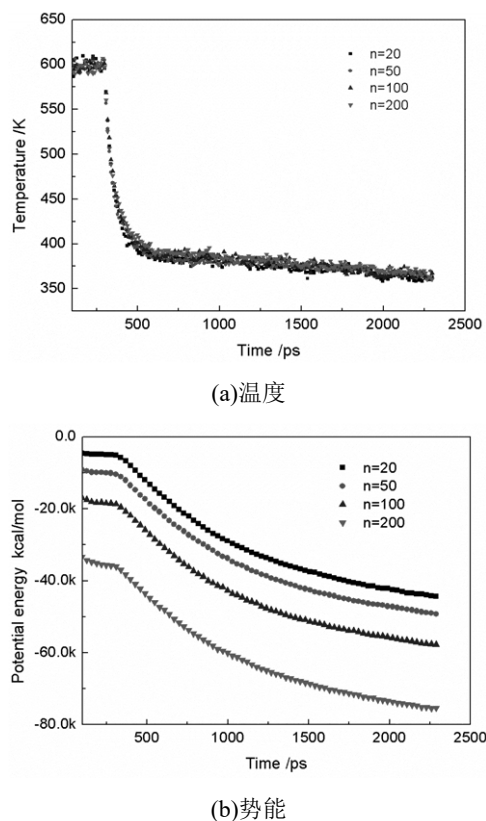 650
600
550
500
450
400
350
Temperature /K
n=20
n=50
n=100
n=200
500 1000 1500 2000 2500
Time /ps
(a)温度
0.0
-20.0k
-40.0k
-60.0k
-80.0k
Potential energy kcal/mol
n=20
n=50
n=100
n=200
500 1000 1500 2000 2500
Time /ps
(b)势能